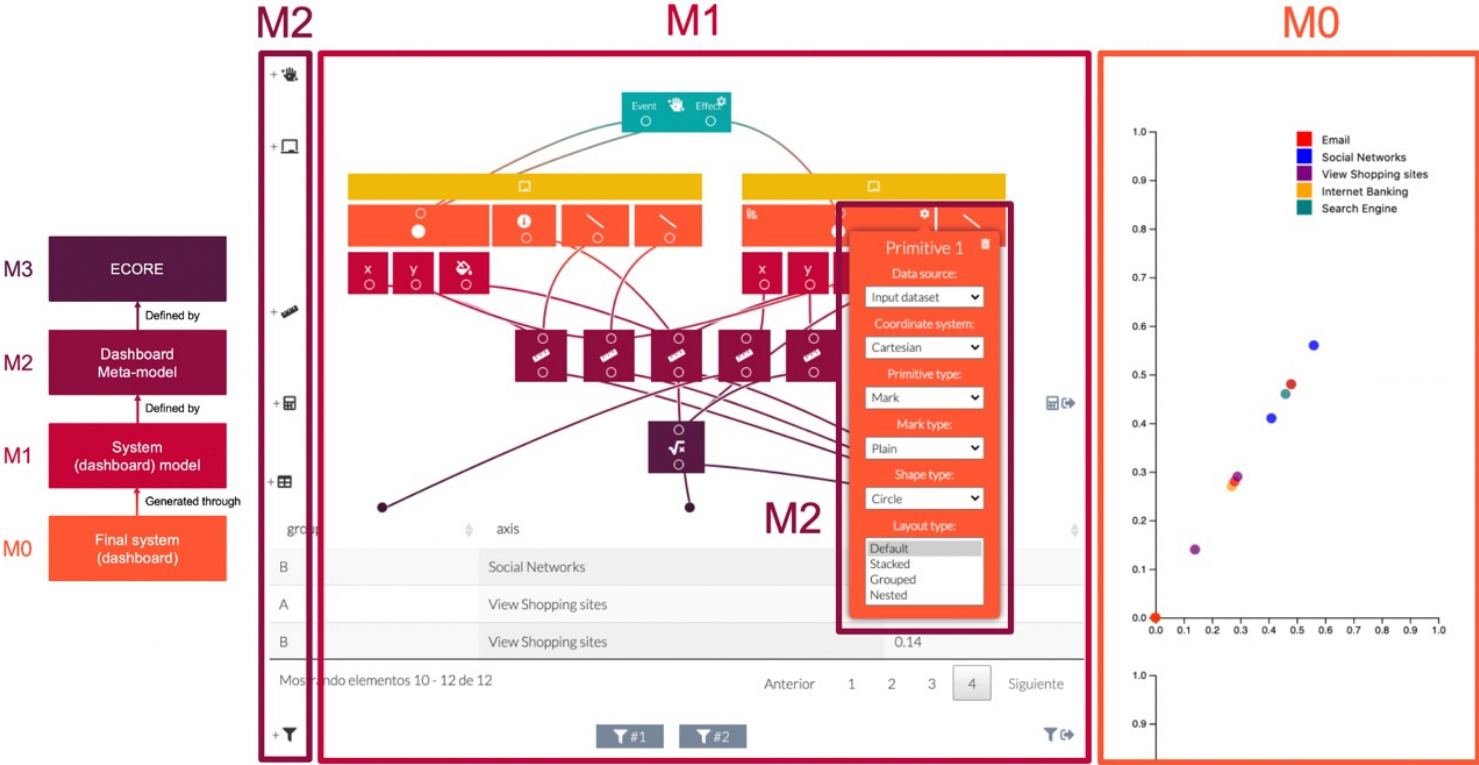 M2
M1
M0
M3
ECORE
Defined by
M2
Dashboard
Meta-model
Defined by
M1
System
(dashboard) model
Generated through
M0
Final system
(dashboard)
+
+
+
+
+
+
Event
Effect
x
y
x
y
√x
Primitive 1
Data source:
Input dataset
Coordinate system:
Cartesian
Primitive type:
Mark
Mark type:
Plain
Shape type:
Circle
Layout type:
Default
Stacked
Grouped
Nested
M2
axis
B
Social Networks
A
View Shopping sites
B
View Shopping sites
0.14
Mostrando elementos 10 - 12 de 12
Anterior
1
2
3
4
Siguiente
#1
#2
Email
Social Networks
View Shopping sites
Internet Banking
Search Engine
1.0
0.9
0.8
0.7
0.6
0.5
0.4
0.3
0.2
0.1
0.0
0.0 0.1 0.2 0.3 0.4 0.5 0.6 0.7 0.8 0.9 1.0
1.0
0.9